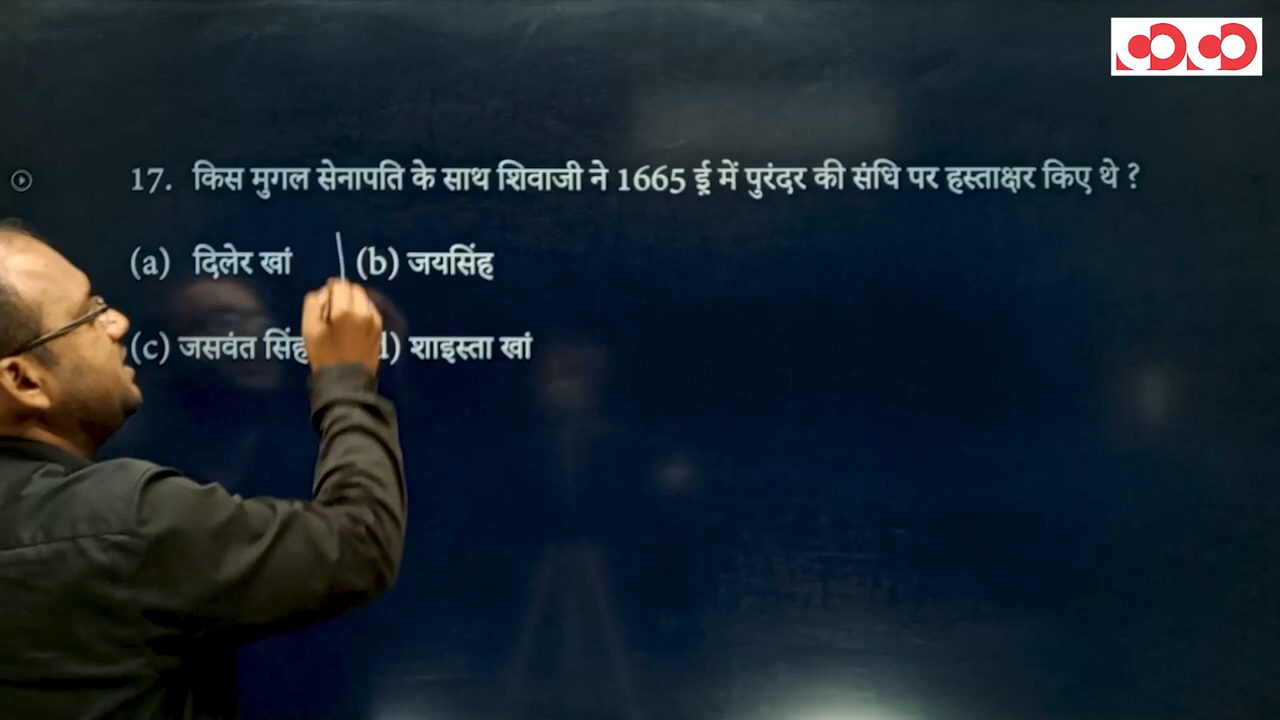 17. किस मुगल सेनापति के साथ शिवाजी ने 1665 ई में पुरंदर की संधि पर हस्ताक्षर किए थे ?
(a) दिलेर खां (b) जयसिंह
(c) जसवंत सिंह शाइस्ता खां